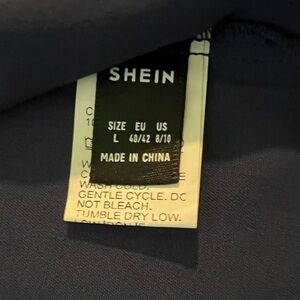 SHEIN
SIZE EU US
L 40/42 8/10
MADE IN CHINA
WASH COLD,
GENTLE CYCLE. DO
NOT BLEACH.
TUMBLE DRY LOW.